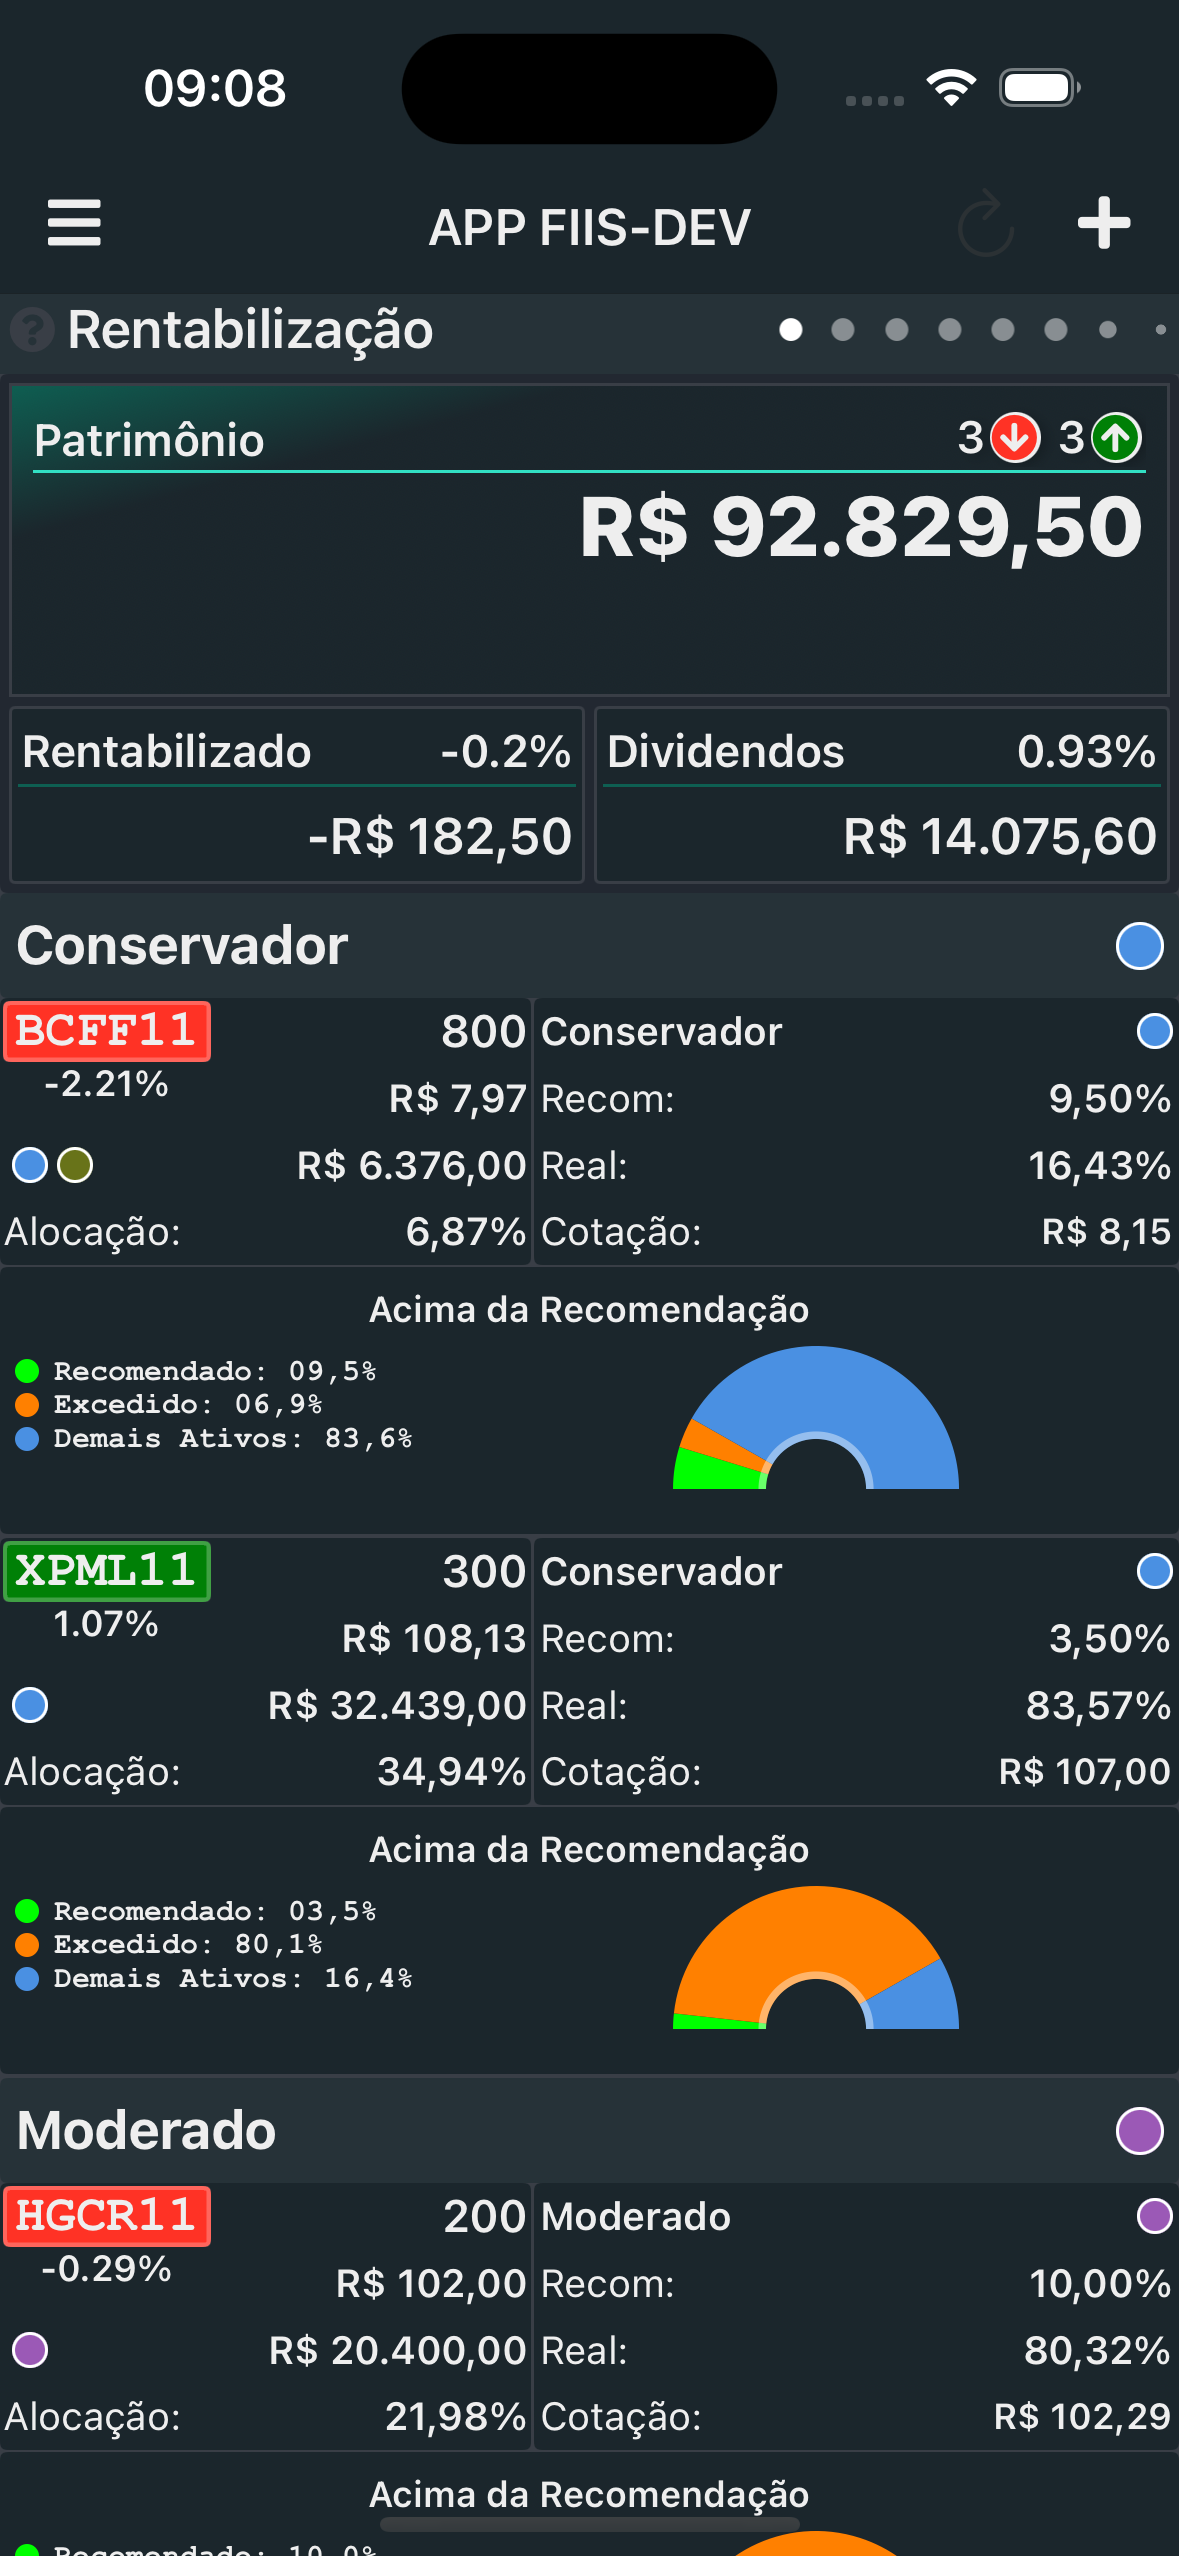 09:08
APP FIIS-DEV
? Rentabilização
Patrimônio 3 3
R$ 92.829,50
Rentabilizado -0.2%
-R$ 182,50
Dividendos 0.93%
R$ 14.075,60
Conservador
BCFF11 800
-2.21% R$ 7,97
R$ 6.376,00
Alocação: 6,87%
Conservador
Recom: 9,50%
Real: 16,43%
Cotação: R$ 8,15
Acima da Recomendação
Recomendado: 09,5%
Excedido: 06,9%
Demais Ativos: 83,6%
XPML11 300
1.07% R$ 108,13
R$ 32.439,00
Alocação: 34,94%
Conservador
Recom: 3,50%
Real: 83,57%
Cotação: R$ 107,00
Acima da Recomendação
Recomendado: 03,5%
Excedido: 80,1%
Demais Ativos: 16,4%
Moderado
HGCR11 200
-0.29% R$ 102,00
R$ 20.400,00
Alocação: 21,98%
Moderado
Recom: 10,00%
Real: 80,32%
Cotação: R$ 102,29
Acima da Recomendação
Recomendado: 10,0%